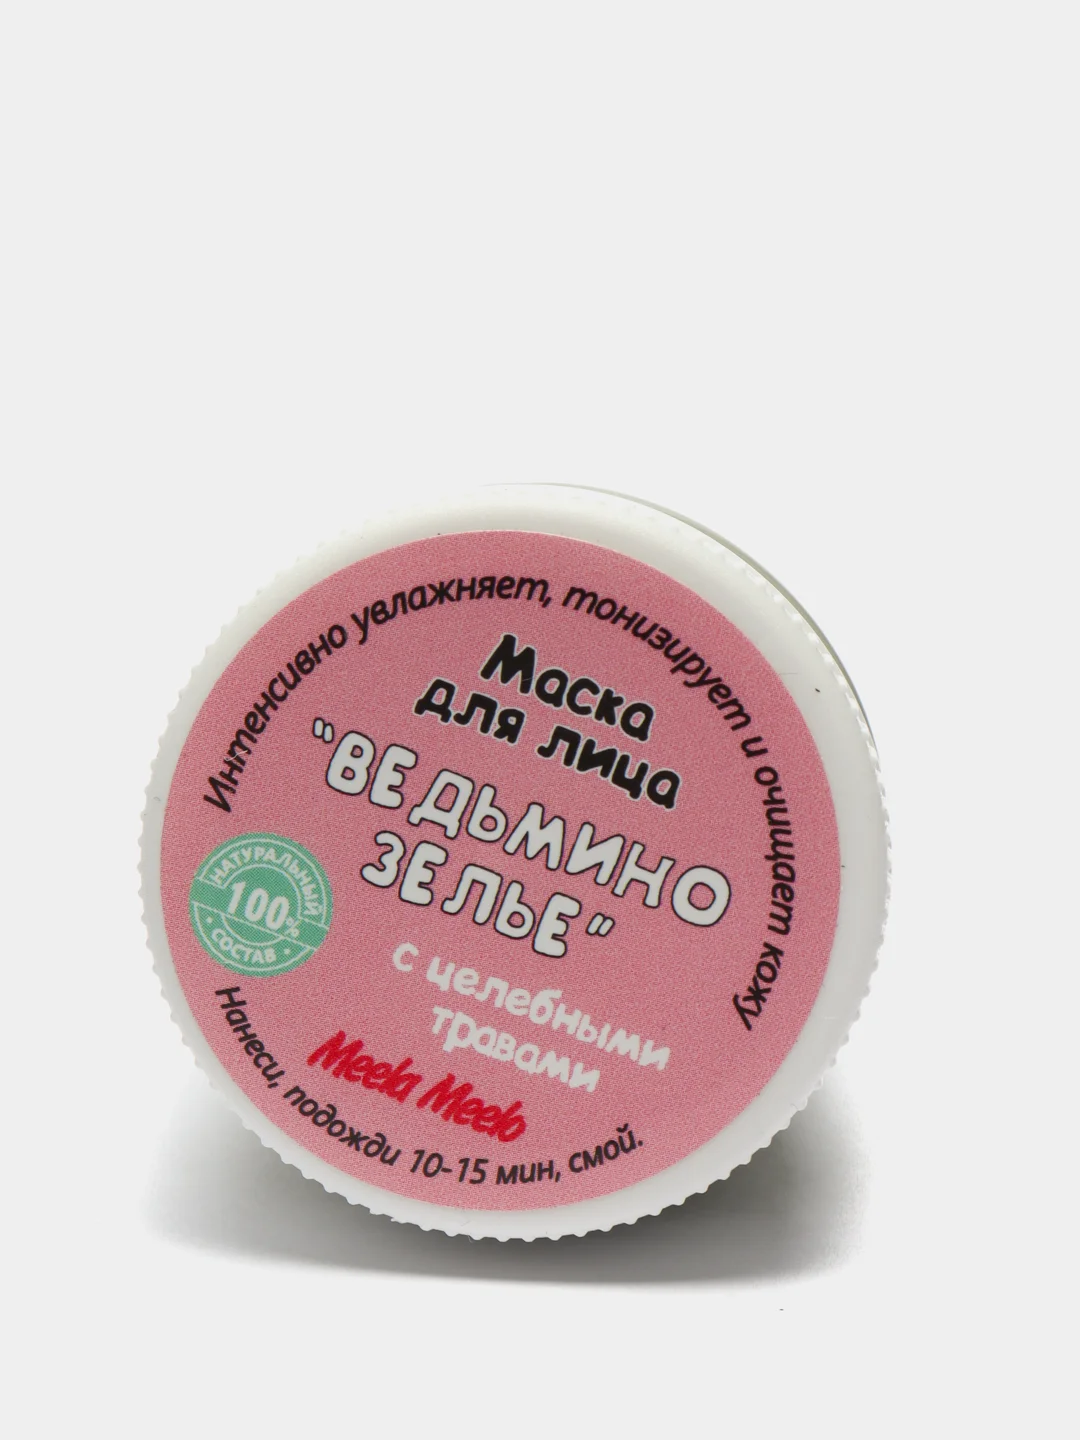 Интенсивно увлажняет, тонизирует и очищает кожу
Маска
для лица
"ВЕДЬМИНО
ЗЕЛЬЕ"
с целебными
травами
Meela Meelo
НАТУРАЛЬНЫЙ
100%
СОСТАВ
Нанеси, подожди 10-15 мин, смой.